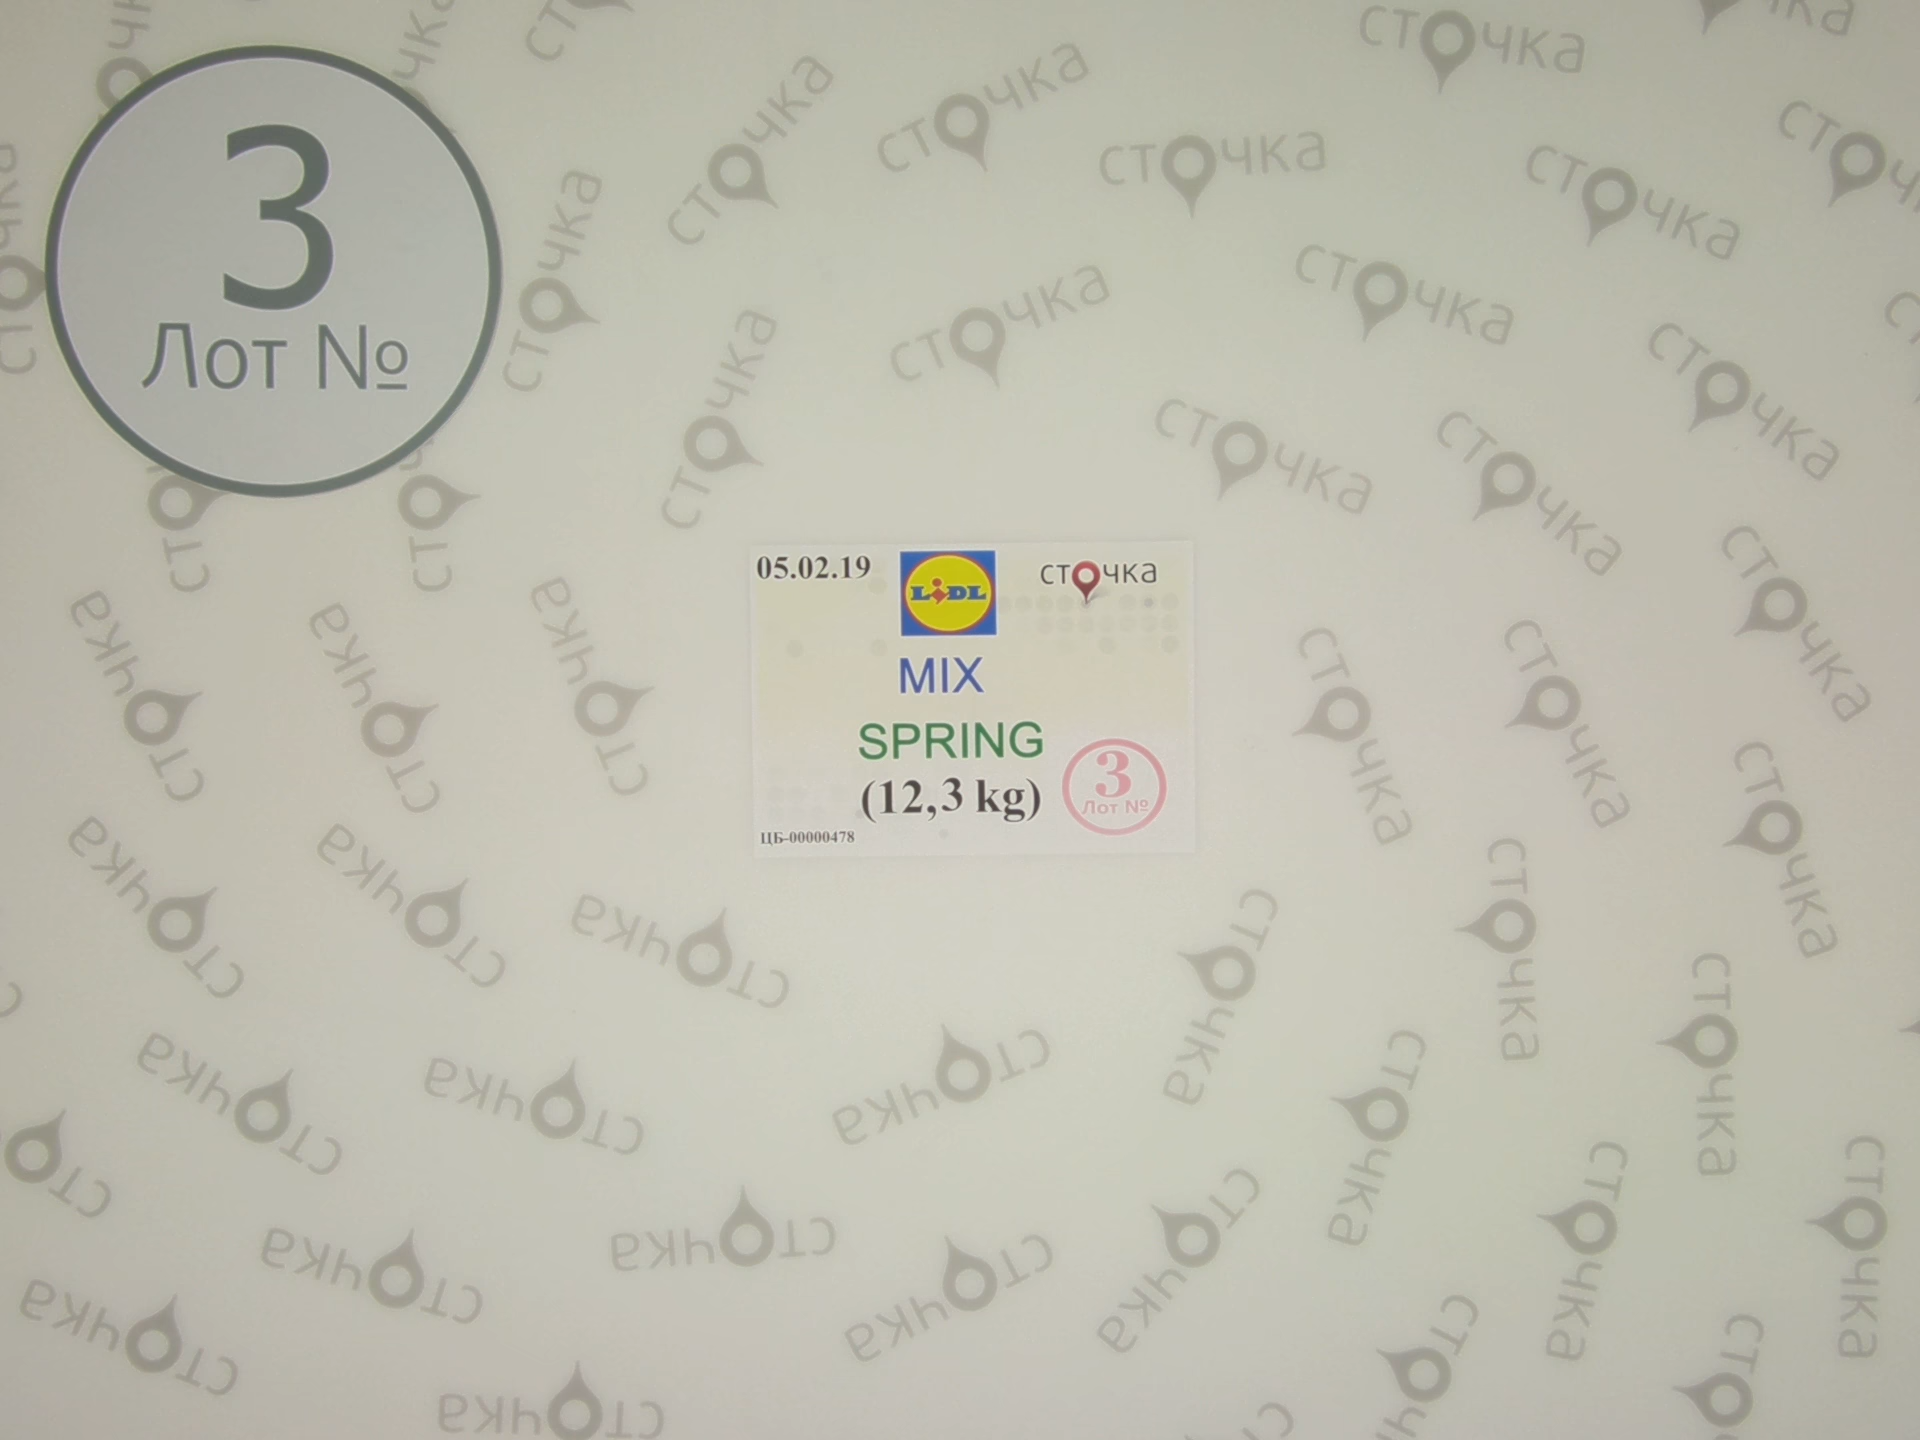 3
Лот №
05.02.19
LIDL
сточка
MIX
SPRING
(12,3 kg)
3
Лот №
ЦБ-00000478